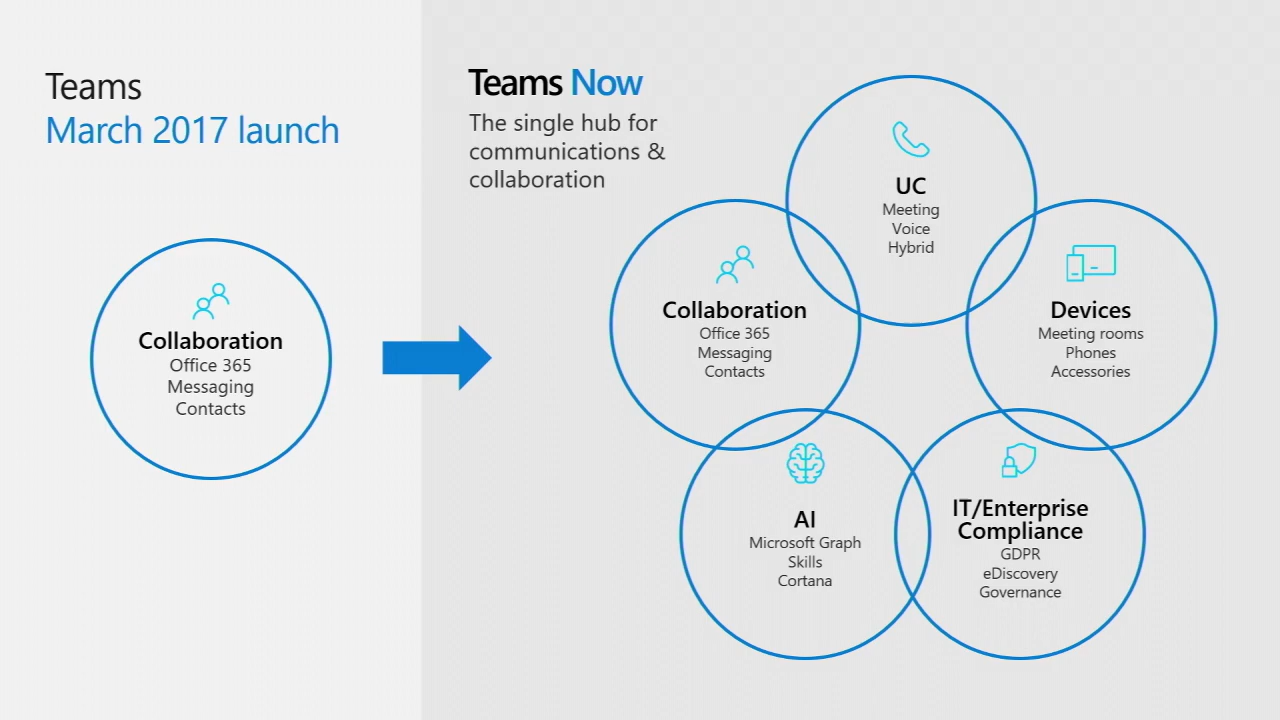 Teams
March 2017 launch
Collaboration
Office 365
Messaging
Contacts
Teams Now
The single hub for
communications &
collaboration
UC
Meeting
Voice
Hybrid
Collaboration
Office 365
Messaging
Contacts
Devices
Meeting rooms
Phones
Accessories
AI
Microsoft Graph
Skills
Cortana
IT/Enterprise
Compliance
GDPR
eDiscovery
Governance